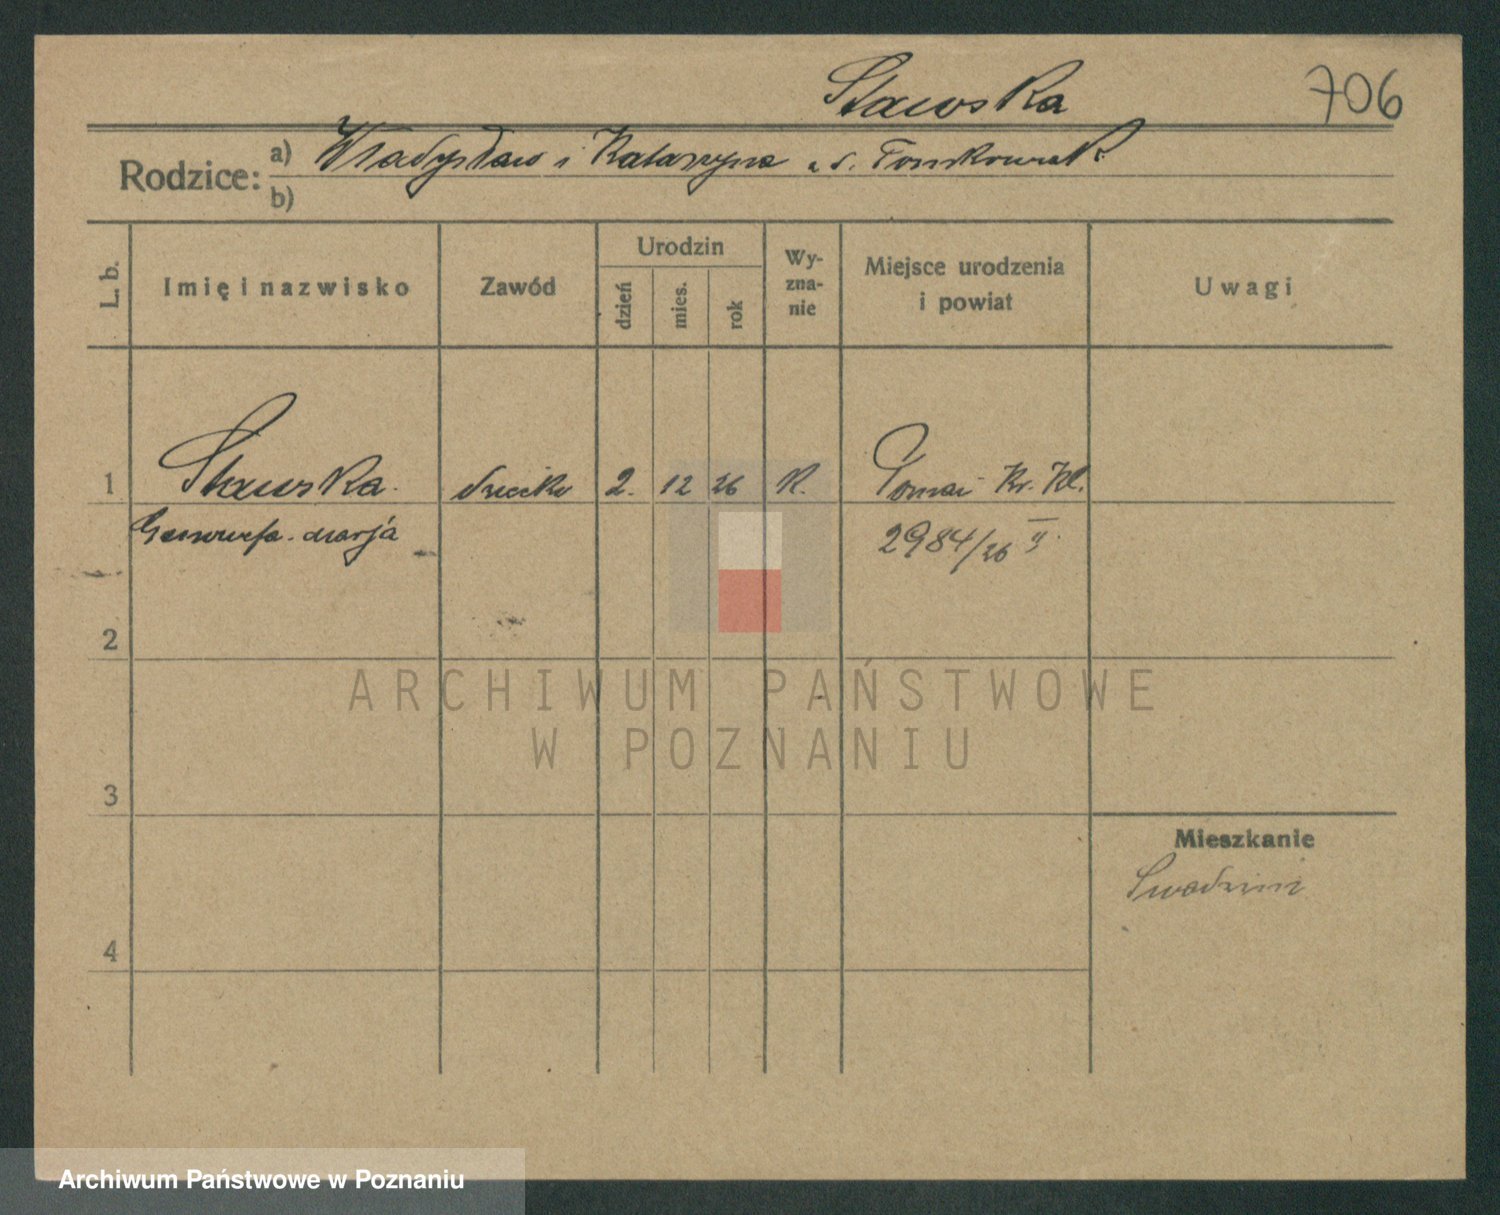 Stawska
706
Rodzice: a) Władysław i Katarzyna
b)
L. b.
Imię i nazwisko
Zawód
Urodzin
dzień
mies.
rok
Wy-
zna-
nie
Miejsce urodzenia
i powiat
Uwagi
1
Stawska.
dziecko
2.
12
26
K.
Poznań
Genowefa Marja
2984/26 II
2
ARCHIWUM PAŃSTWOWE
W POZNANIU
3
Mieszkanie
4
Archiwum Państwowe w Poznaniu